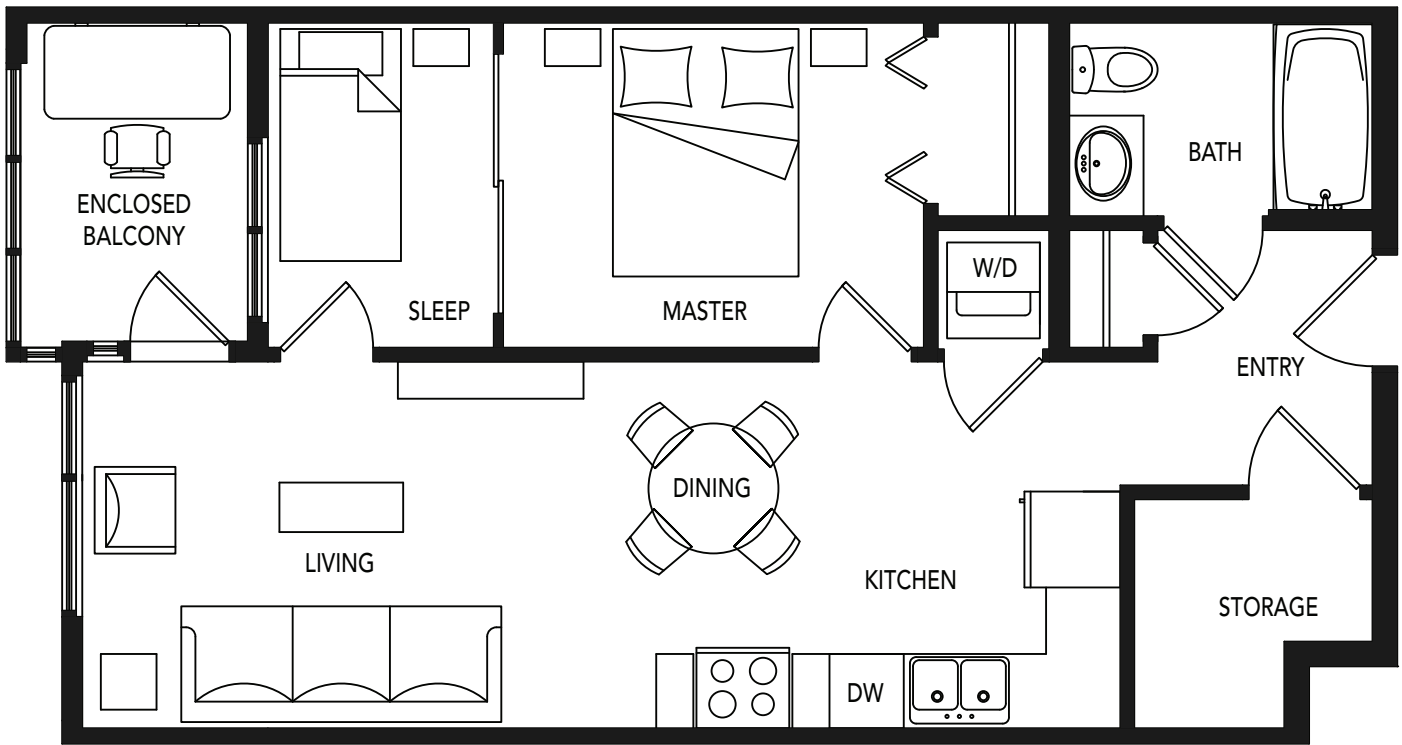 BATH
ENCLOSED
BALCONY
W/D
SLEEP
MASTER
ENTRY
DINING
LIVING
KITCHEN
STORAGE
DW